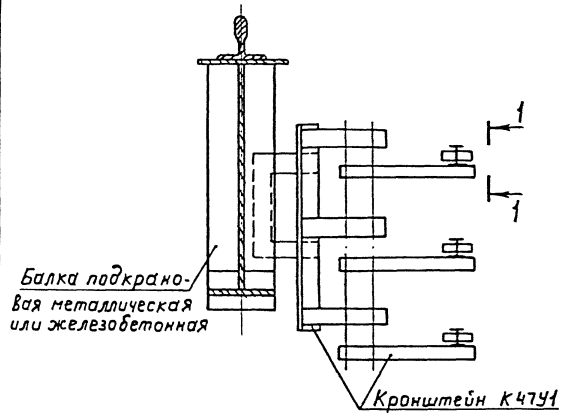 1
1
Балка подкрано-
вая металлическая
или железобетонная
Кронштейн К47У1